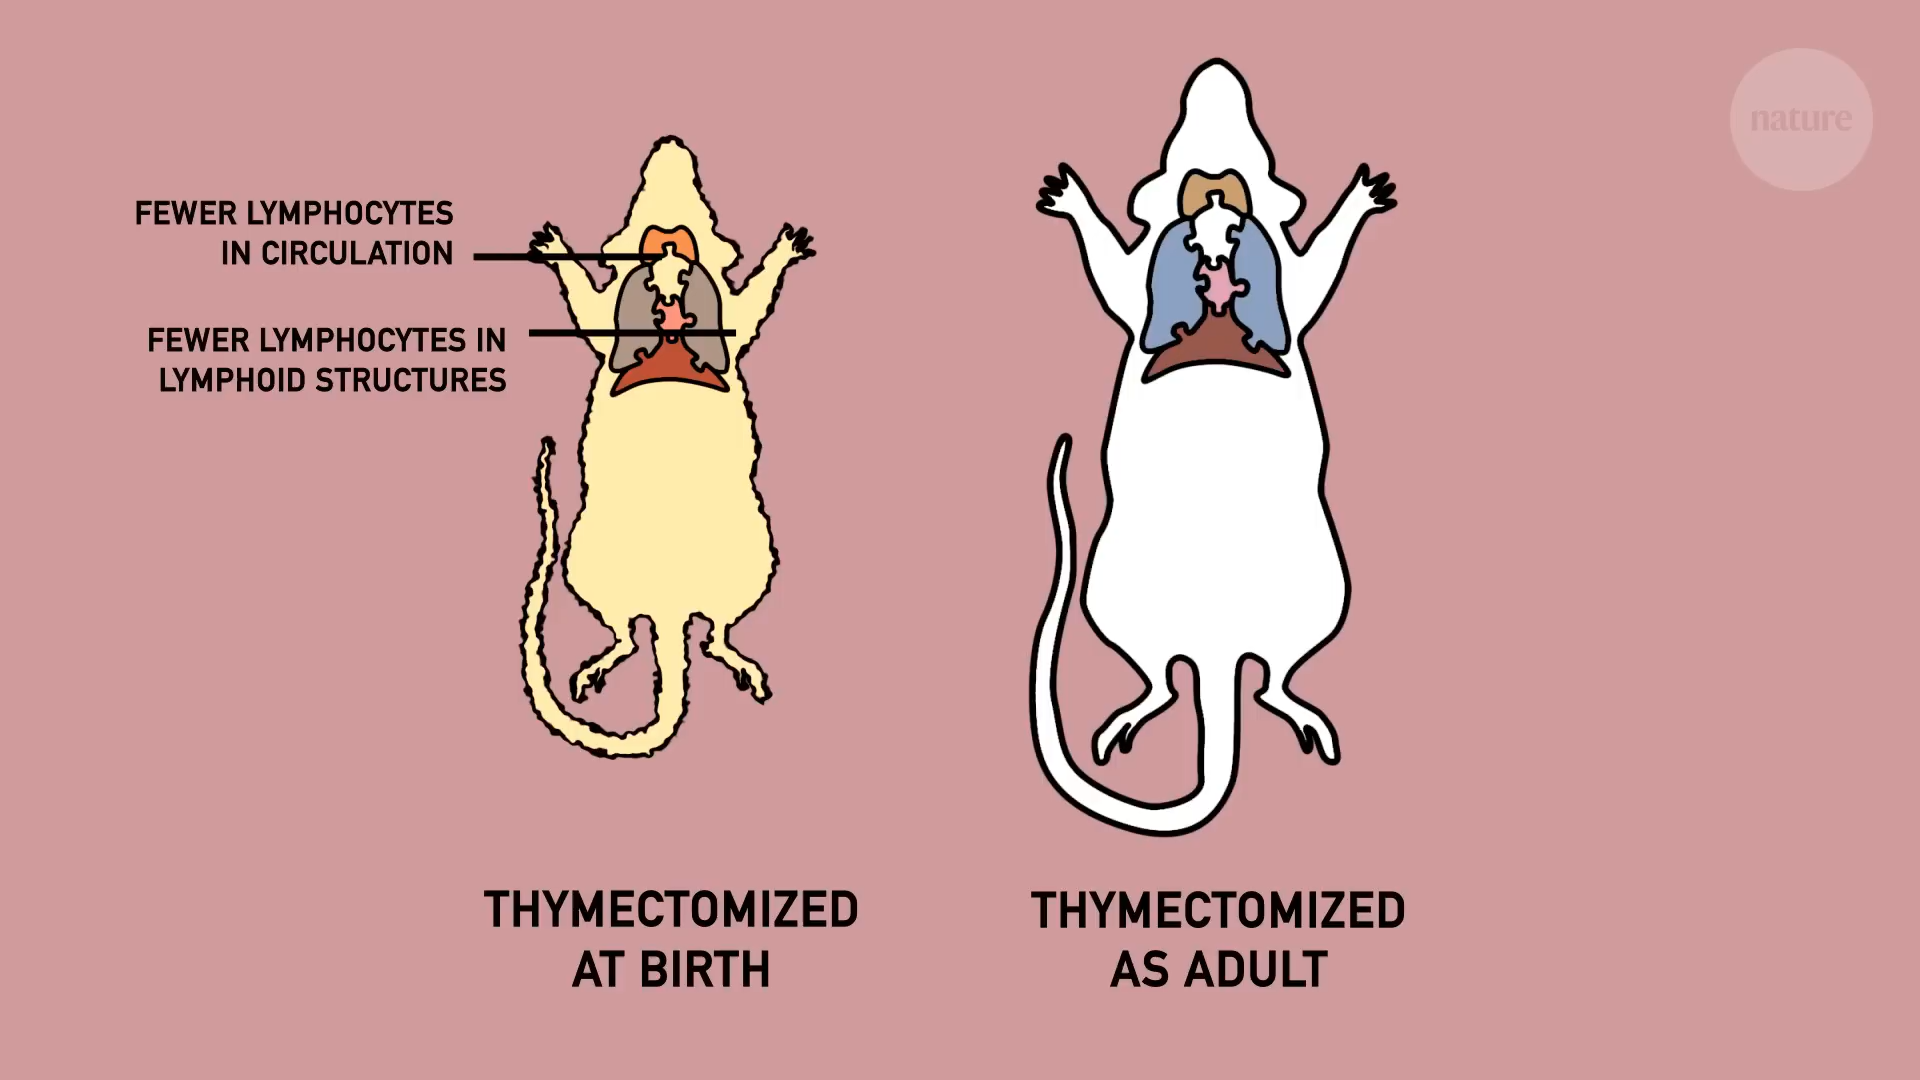 nature
FEWER LYMPHOCYTES
IN CIRCULATION
FEWER LYMPHOCYTES IN
LYMPHOID STRUCTURES
THYMECTOMIZED
AT BIRTH
THYMECTOMIZED
AS ADULT